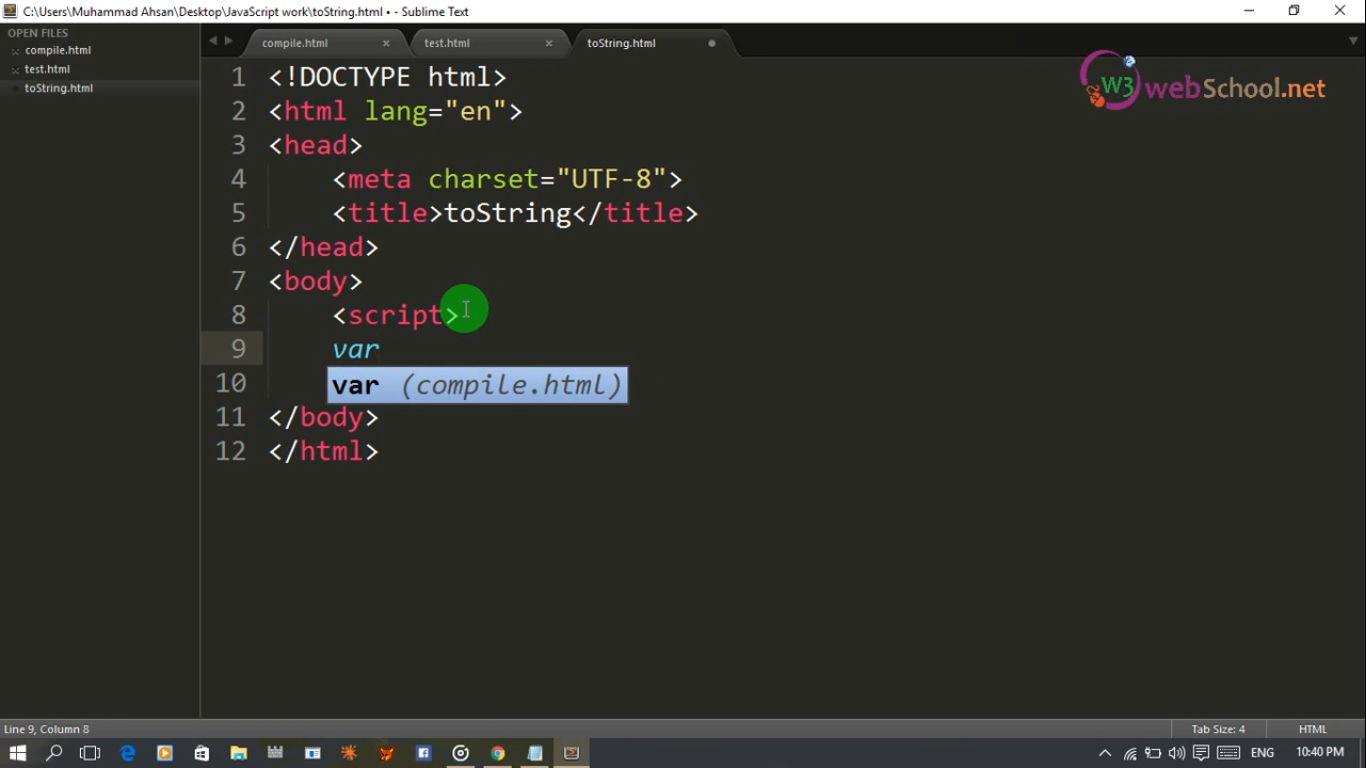 C:\Users\Muhammad Ahsan\Desktop\JavaScript work\toString.html • - Sublime Text
OPEN FILES
compile.html
test.html
toString.html
compile.html × test.html × toString.html
W3 webSchool.net
1 <!DOCTYPE html>
2 <html lang="en">
3 <head>
4 <meta charset="UTF-8">
5 <title>toString</title>
6 </head>
7 <body>
8 <script>
9 var
10 var (compile.html)
11 </body>
12 </html>
Line 9, Column 8 Tab Size: 4 HTML
ENG 10:40 PM